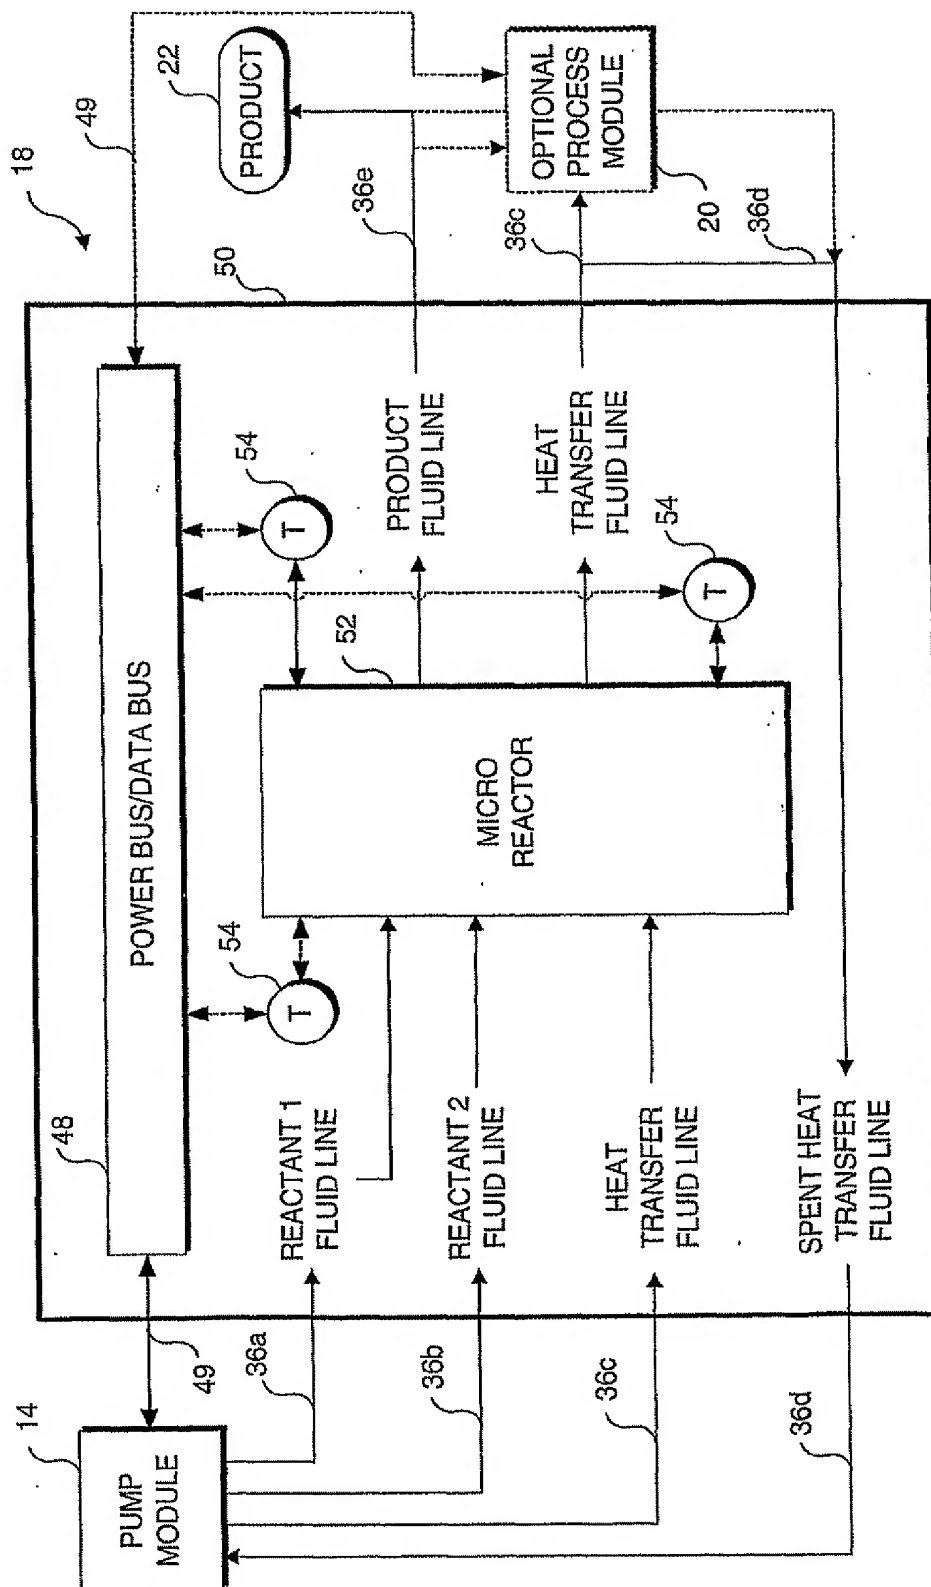 18
49
22
PRODUCT
50
36e
36c
OPTIONAL
PROCESS
MODULE
20
36d
48
POWER BUS/DATA BUS
54
T
54
T
54
T
52
MICRO
REACTOR
PRODUCT
FLUID LINE
HEAT
TRANSFER
FLUID LINE
REACTANT 1
FLUID LINE
REACTANT 2
FLUID LINE
HEAT
TRANSFER
FLUID LINE
SPENT HEAT
TRANSFER
FLUID LINE
14
PUMP
MODULE
49
36a
36b
36c
36d